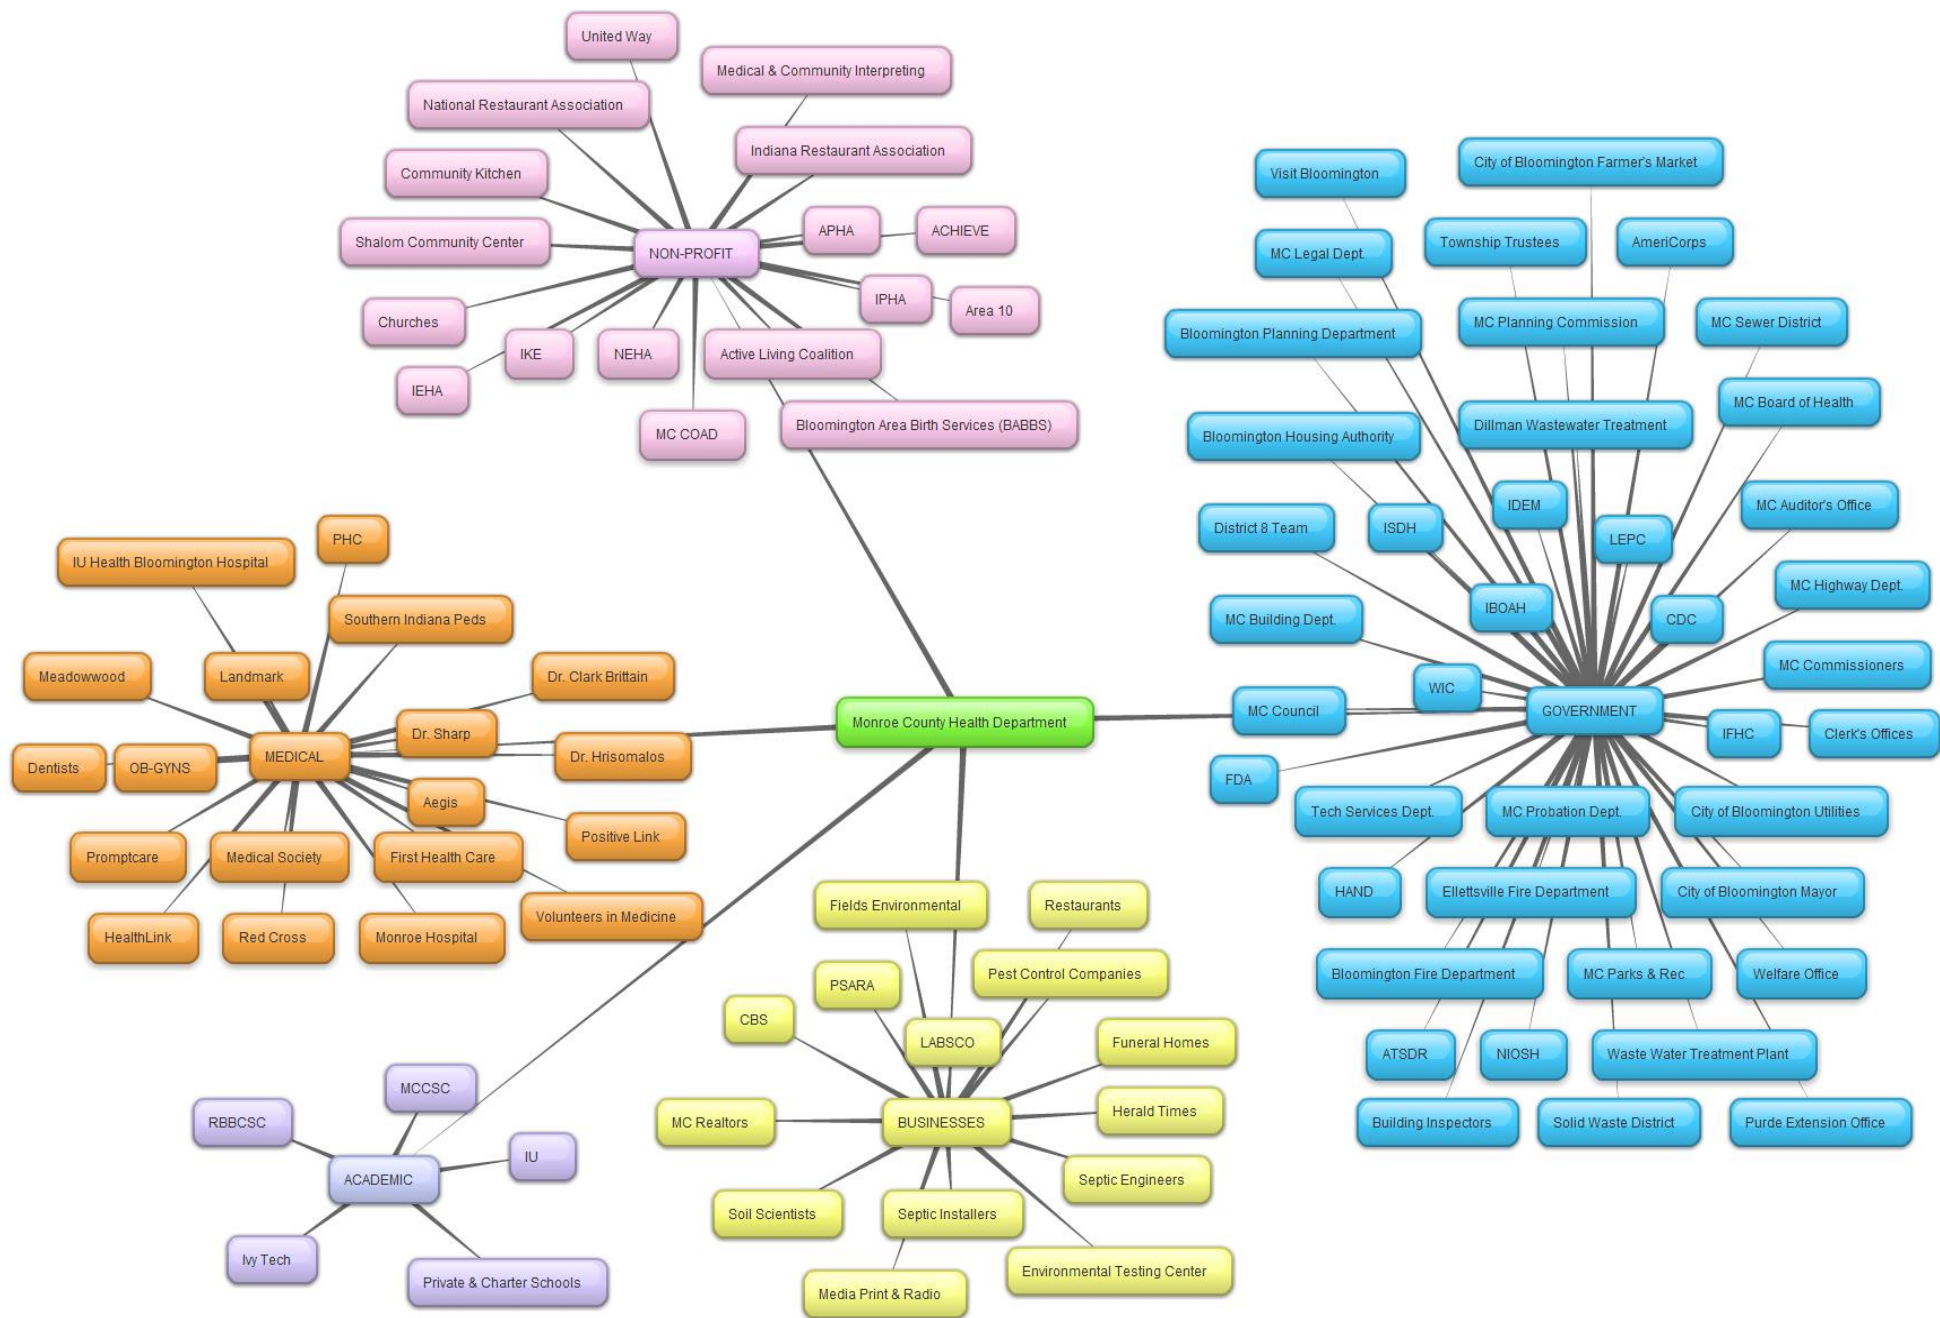 United Way
Medical & Community Interpreting
National Restaurant Association
Indiana Restaurant Association
Community Kitchen
Shalom Community Center
APHA
ACHIEVE
NON-PROFIT
Churches
IPHA
Area 10
IKE
NEHA
Active Living Coalition
IEHA
MC COAD
Bloomington Area Birth Services (BABBS)
City of Bloomington Farmer's Market
Visit Bloomington
Township Trustees
AmeriCorps
MC Legal Dept.
MC Planning Commission
MC Sewer District
Bloomington Planning Department
MC Board of Health
Dillman Wastewater Treatment
Bloomington Housing Authority
IDEM
MC Auditor's Office
District 8 Team
ISDH
LEPC
MC Highway Dept.
IBOAH
MC Building Dept.
CDC
MC Commissioners
WIC
MC Council
GOVERNMENT
IFHC
Clerk's Offices
FDA
Tech Services Dept.
MC Probation Dept.
City of Bloomington Utilities
HAND
Ellettsville Fire Department
City of Bloomington Mayor
Bloomington Fire Department
MC Parks & Rec
Welfare Office
ATSDR
NIOSH
Waste Water Treatment Plant
Building Inspectors
Solid Waste District
Purde Extension Office
Monroe County Health Department
PHC
IU Health Bloomington Hospital
Southern Indiana Peds
Meadowwood
Landmark
Dr. Clark Brittain
Dr. Sharp
Dentists
OB-GYNS
MEDICAL
Dr. Hrisomalos
Aegis
Positive Link
Promptcare
Medical Society
First Health Care
HealthLink
Red Cross
Monroe Hospital
Volunteers in Medicine
Fields Environmental
Restaurants
PSARA
Pest Control Companies
CBS
LABSCO
Funeral Homes
MC Realtors
BUSINESSES
Herald Times
Septic Engineers
Soil Scientists
Septic Installers
Environmental Testing Center
Media Print & Radio
MCCSC
RBBCSC
IU
ACADEMIC
Ivy Tech
Private & Charter Schools